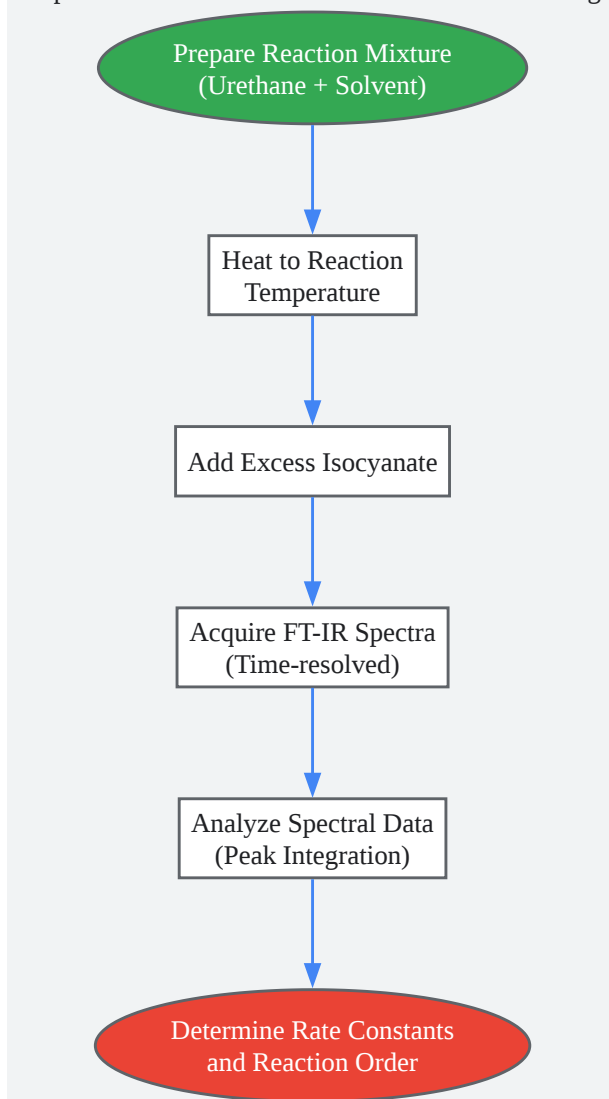 Prepare Reaction Mixture
(Urethane + Solvent)
Heat to Reaction
Temperature
Add Excess Isocyanate
Acquire FT-IR Spectra
(Time-resolved)
Analyze Spectral Data
(Peak Integration)
Determine Rate Constants
and Reaction Order